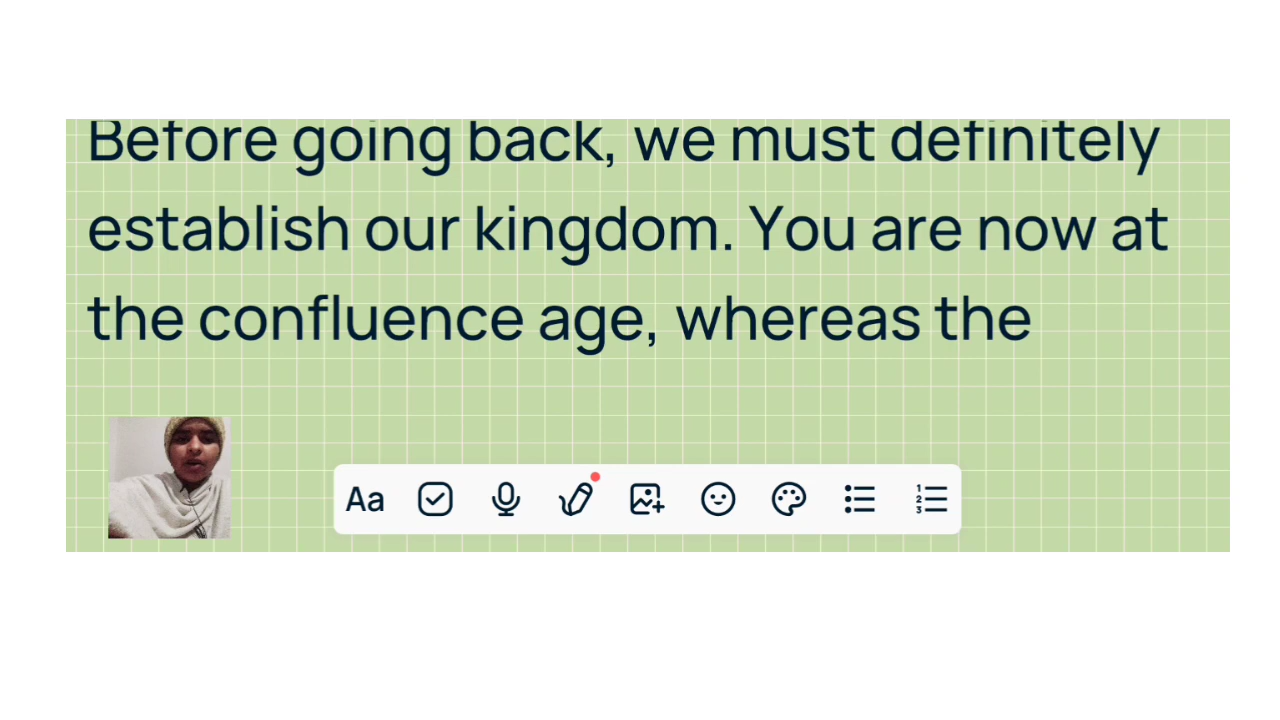 Before going back, we must definitely
establish our kingdom. You are now at
the confluence age, whereas the
Aa